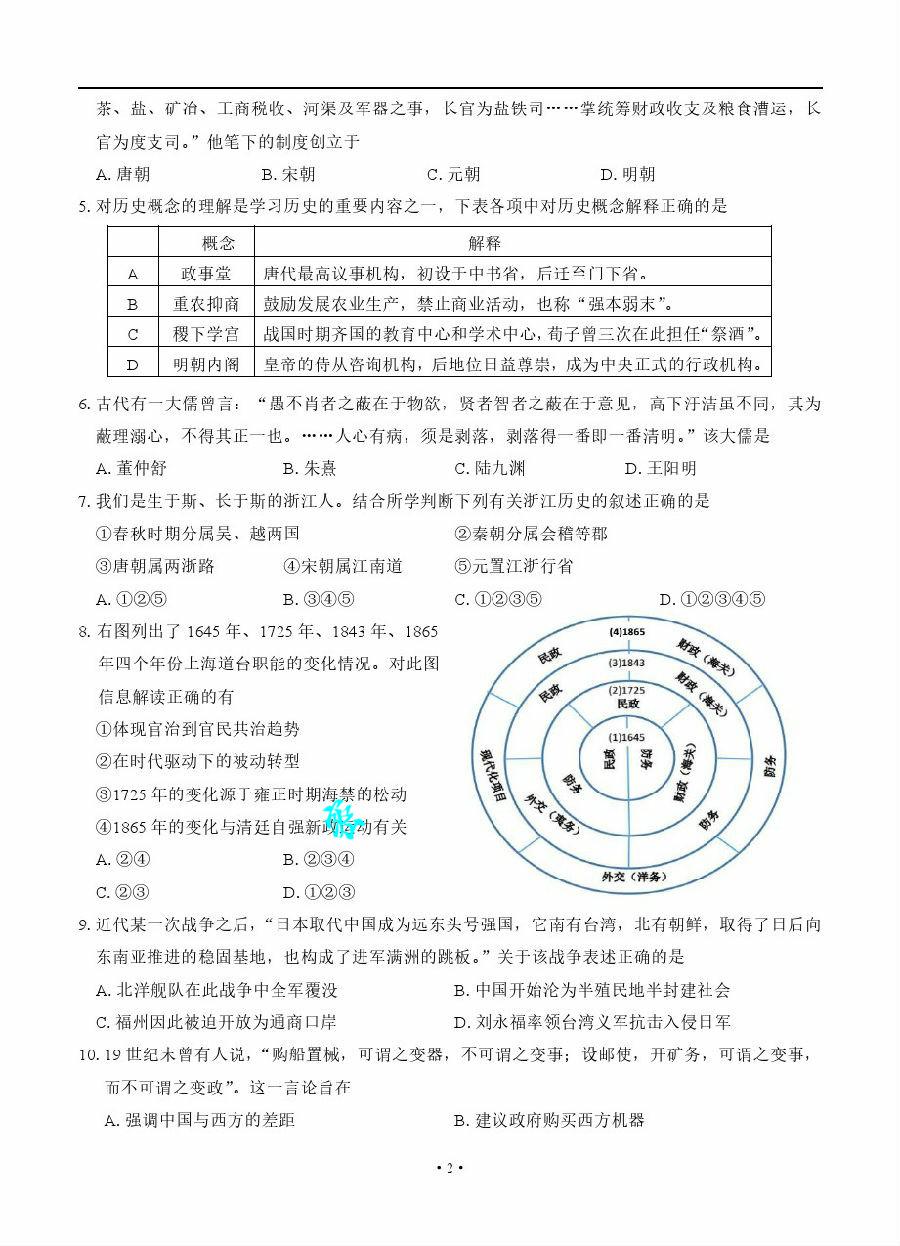 茶、盐、矿冶、工商税收、河渠及军器之事，长官为盐铁司……掌统筹财政收支及粮食漕运，长
官为度支司。”他笔下的制度创立于
A. 唐朝 B. 宋朝 C. 元朝 D. 明朝
5. 对历史概念的理解是学习历史的重要内容之一，下表各项中对历史概念解释正确的是
概念 解释
A 政事堂 唐代最高议事机构，初设于中书省，后迁至门下省。
B 重农抑商 鼓励发展农业生产，禁止商业活动，也称“强本弱末”。
C 稷下学宫 战国时期齐国的教育中心和学术中心，荀子曾三次在此担任“祭酒”。
D 明朝内阁 皇帝的侍从咨询机构，后地位日益尊崇，成为中央正式的行政机构。
6. 古代有一大儒曾言：“愚不肖者之蔽在于物欲，贤者智者之蔽在于意见，高下汙洁虽不同，其为
蔽理溺心，不得其正一也。……人心有病，须是剥落，剥落得一番即一番清明。”该大儒是
A. 董仲舒 B. 朱熹 C. 陆九渊 D. 王阳明
7. 我们是生于斯、长于斯的浙江人。结合所学判断下列有关浙江历史的叙述正确的是
①春秋时期分属吴、越两国 ②秦朝分属会稽等郡
③唐朝属两浙路 ④宋朝属江南道 ⑤元置江浙行省
A. ①②⑤ B. ③④⑤ C. ①②③⑤ D. ①②③④⑤
8. 右图列出了 1645 年、1725 年、1843 年、1865
年四个年份上海道台职能的变化情况。对此图
信息解读正确的有
①体现官治到官民共治趋势
②在时代驱动下的被动转型
③1725 年的变化源于雍正时期海禁的松动
④1865 年的变化与清廷自强新政活动有关
A. ②④ B. ②③④
C. ②③ D. ①②③
(4)1865
民政
财政（海关）
防务
外交（洋务）
现代化项目
(3)1843
民政
财政（海关）
防务
外交（夷务）
(2)1725
民政
财政（海关）
防务
(1)1645
民政
防务
9. 近代某一次战争之后，“日本取代中国成为远东头号强国，它南有台湾，北有朝鲜，取得了日后向
东南亚推进的稳固基地，也构成了进军满洲的跳板。”关于该战争表述正确的是
A. 北洋舰队在此战争中全军覆没 B. 中国开始沦为半殖民地半封建社会
C. 福州因此被迫开放为通商口岸 D. 刘永福率领台湾义军抗击入侵日军
10. 19 世纪末曾有人说，“购船置械，可谓之变器，不可谓之变事；设邮使，开矿务，可谓之变事，
而不可谓之变政”。这一言论旨在
A. 强调中国与西方的差距 B. 建议政府购买西方机器
· 2 ·